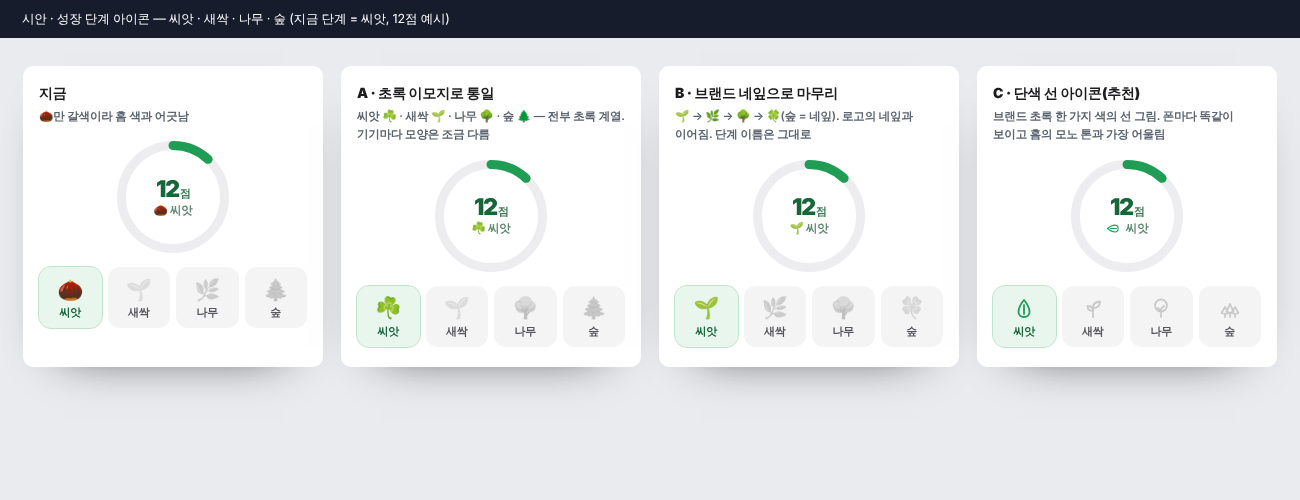 시안 · 성장 단계 아이콘 — 씨앗 · 새싹 · 나무 · 숲 (지금 단계 = 씨앗, 12점 예시)
지금
🌰만 갈색이라 홈 색과 어긋남
12점
🌰 씨앗
씨앗 새싹 나무 숲
A · 초록 이모지로 통일
씨앗 ☘️ · 새싹 🌱 · 나무 🌳 · 숲 🌲 — 전부 초록 계열.
기기마다 모양은 조금 다름
12점
☘️ 씨앗
씨앗 새싹 나무 숲
B · 브랜드 네잎으로 마무리
🌱 → 🌿 → 🌳 → 🍀(숲 = 네잎). 로고의 네잎과
이어짐. 단계 이름은 그대로
12점
🌱 씨앗
씨앗 새싹 나무 숲
C · 단색 선 아이콘(추천)
브랜드 초록 한 가지 색의 선 그림. 폰마다 똑같이
보이고 홈의 모노 톤과 가장 어울림
12점
씨앗
씨앗 새싹 나무 숲